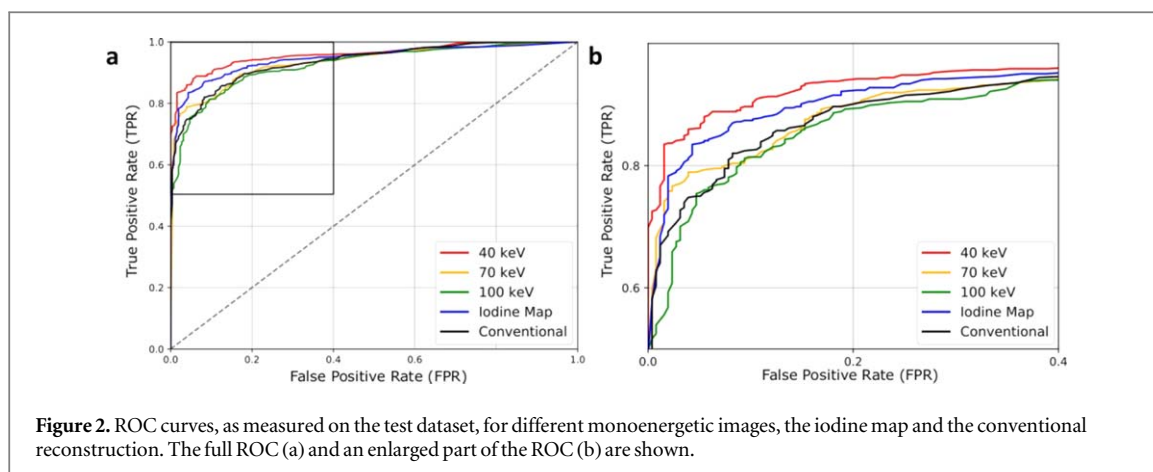 a
1.0
0.8
0.6
0.4
0.2
0.0
True Positive Rate (TPR)
0.0 0.2 0.4 0.6 0.8 1.0
False Positive Rate (FPR)
40 keV
70 keV
100 keV
Iodine Map
Conventional
b
0.8
0.6
True Positive Rate (TPR)
0.0 0.2 0.4
False Positive Rate (FPR)
40 keV
70 keV
100 keV
Iodine Map
Conventional
Figure 2. ROC curves, as measured on the test dataset, for different monoenergetic images, the iodine map and the conventional
reconstruction. The full ROC (a) and an enlarged part of the ROC (b) are shown.